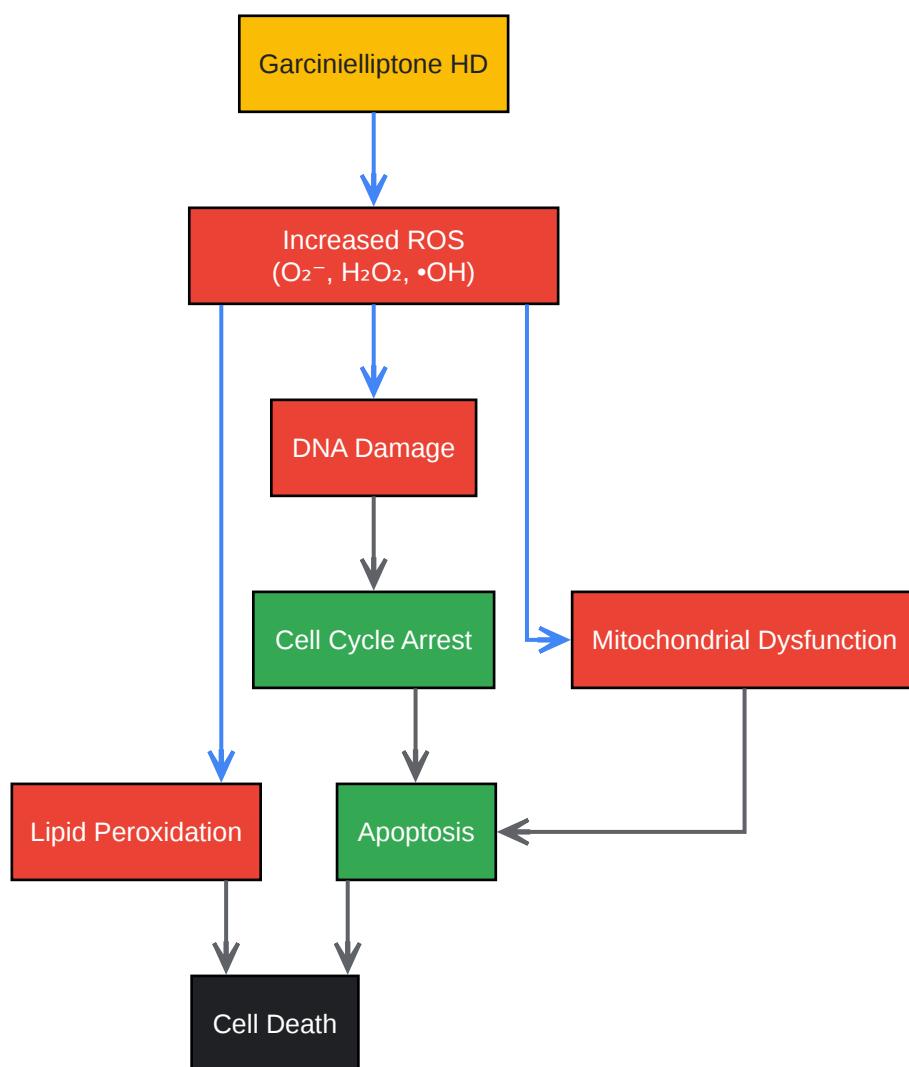 Garcinielliptone HD
Increased ROS
(O₂⁻, H₂O₂, •OH)
DNA Damage
Cell Cycle Arrest
Mitochondrial Dysfunction
Lipid Peroxidation
Apoptosis
Cell Death